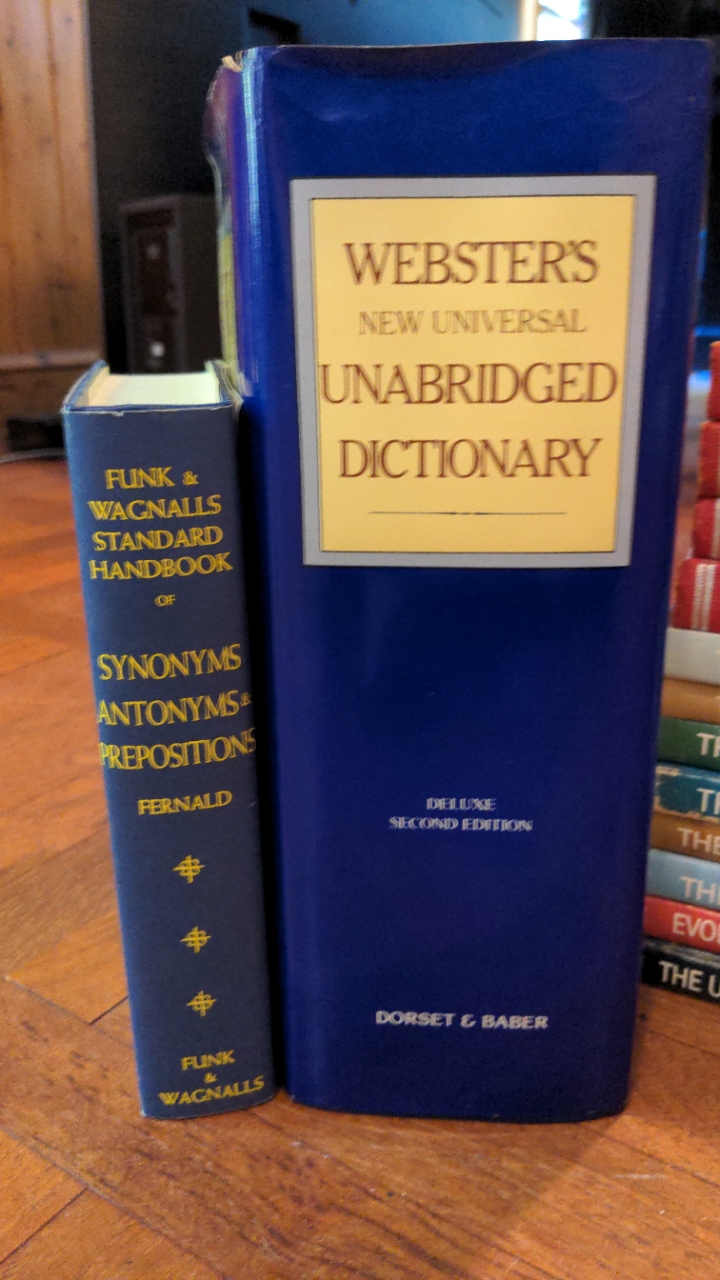 FUNK &
WAGNALLS
STANDARD
HANDBOOK
OF
SYNONYMS
ANTONYMS &
PREPOSITIONS
FERNALD
FUNK
&
WAGNALLS
WEBSTER'S
NEW UNIVERSAL
UNABRIDGED
DICTIONARY
DELUXE
SECOND EDITION
DORSET & BABER
THE
THE